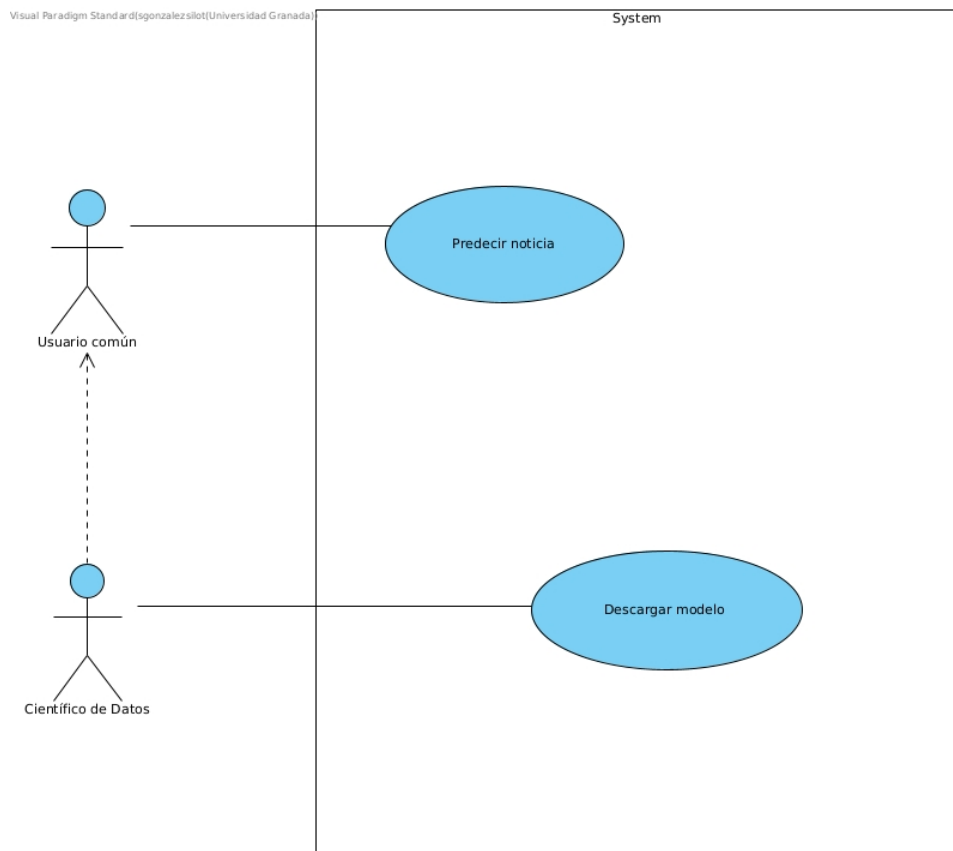 Visual Paradigm Standard(sgonzalezsilot(Universidad Granada)
System
Predecir noticia
Usuario común
Descargar modelo
Científico de Datos